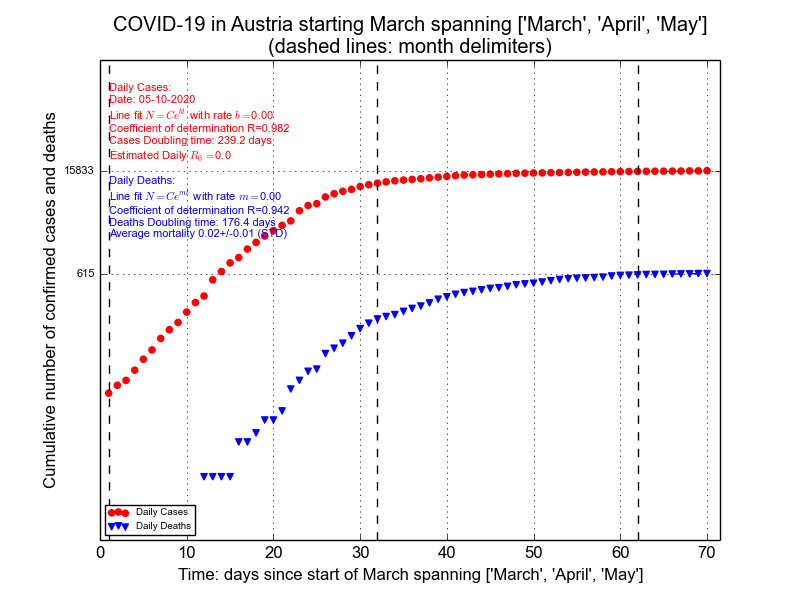 COVID-19 in Austria starting March spanning ['March', 'April', 'May']
(dashed lines: month delimiters)
Daily Cases:
Date: 05-10-2020
Line fit N=Ce^{bt} with rate b=0.00
Coefficient of determination R=0.982
Cases Doubling time: 239.2 days
Estimated Daily R_0=0.0
Daily Deaths:
Line fit N=Ce^{mt} with rate m=0.00
Coefficient of determination R=0.942
Deaths Doubling time: 176.4 days
Average mortality 0.02+/-0.01 (STD)
Cumulative number of confirmed cases and deaths
15833
615
Daily Cases
Daily Deaths
0 10 20 30 40 50 60 70
Time: days since start of March spanning ['March', 'April', 'May']